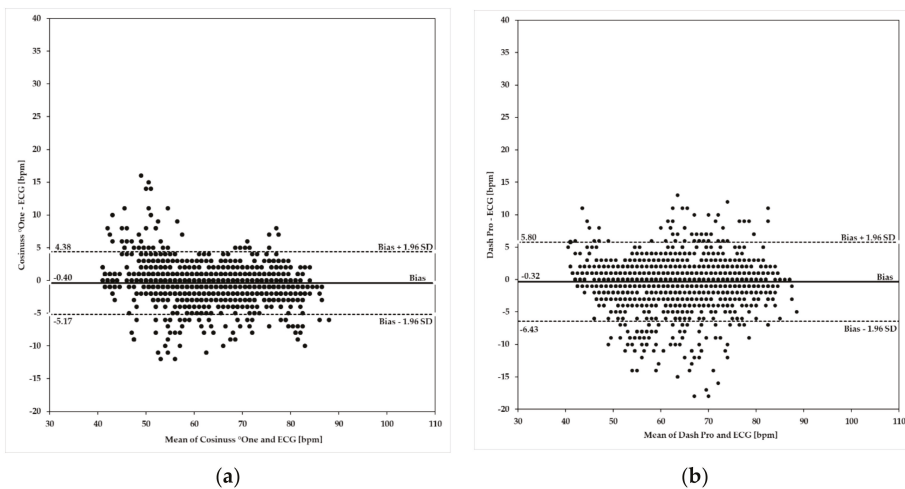 40
35
30
25
20
15
10
5
0
-5
-10
-15
-20
Cosinuss °One - ECG [bpm]
4.38
Bias + 1.96 SD
-0.40
Bias
-5.17
Bias - 1.96 SD
30 40 50 60 70 80 90 100 110
Mean of Cosinuss °One and ECG [bpm]
(a)
40
35
30
25
20
15
10
5
0
-5
-10
-15
-20
Dash Pro - ECG [bpm]
5.80
Bias + 1.96 SD
-0.32
Bias
-6.43
Bias - 1.96 SD
30 40 50 60 70 80 90 100 110
Mean of Dash Pro and ECG [bpm]
(b)